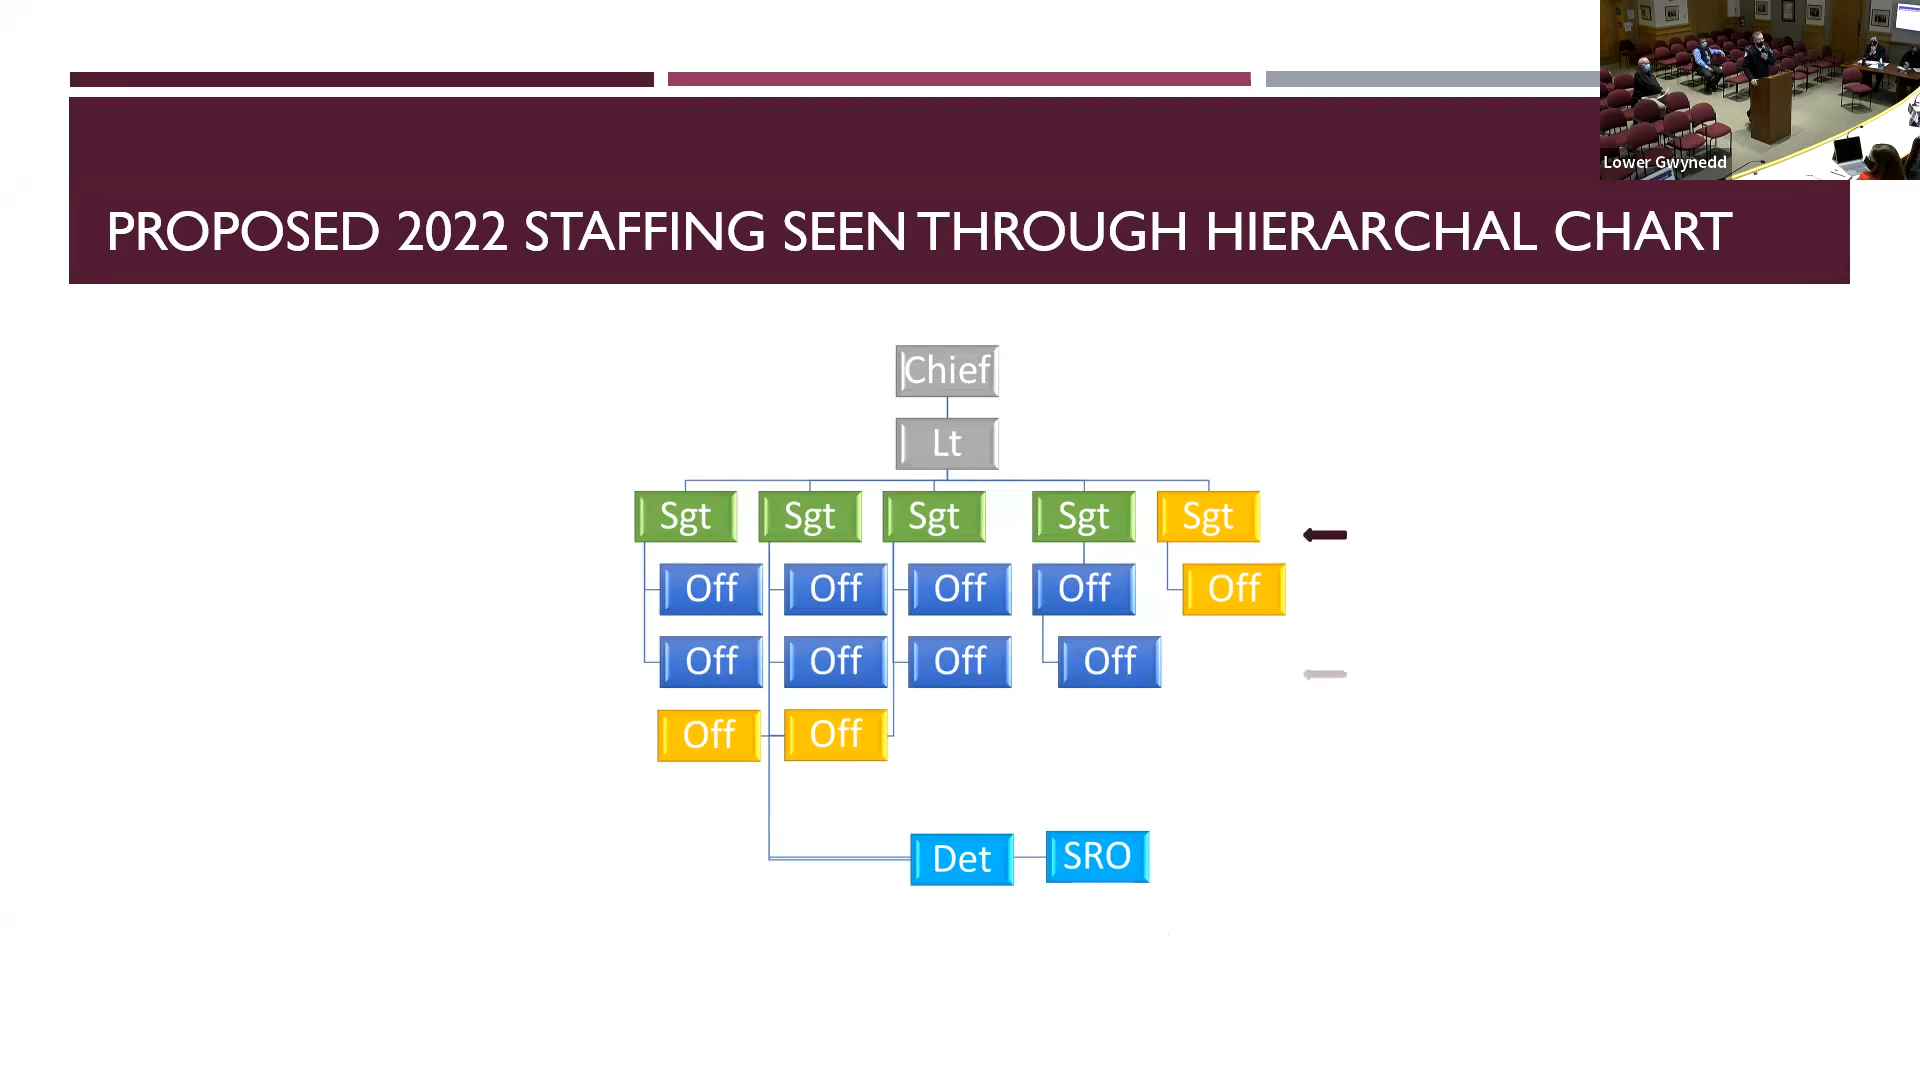 Lower Gwynedd
PROPOSED 2022 STAFFING SEEN THROUGH HIERARCHAL CHART
Chief
Lt
Sgt Sgt Sgt Sgt Sgt
Off Off Off Off Off
Off Off Off Off
Off Off
Det SRO